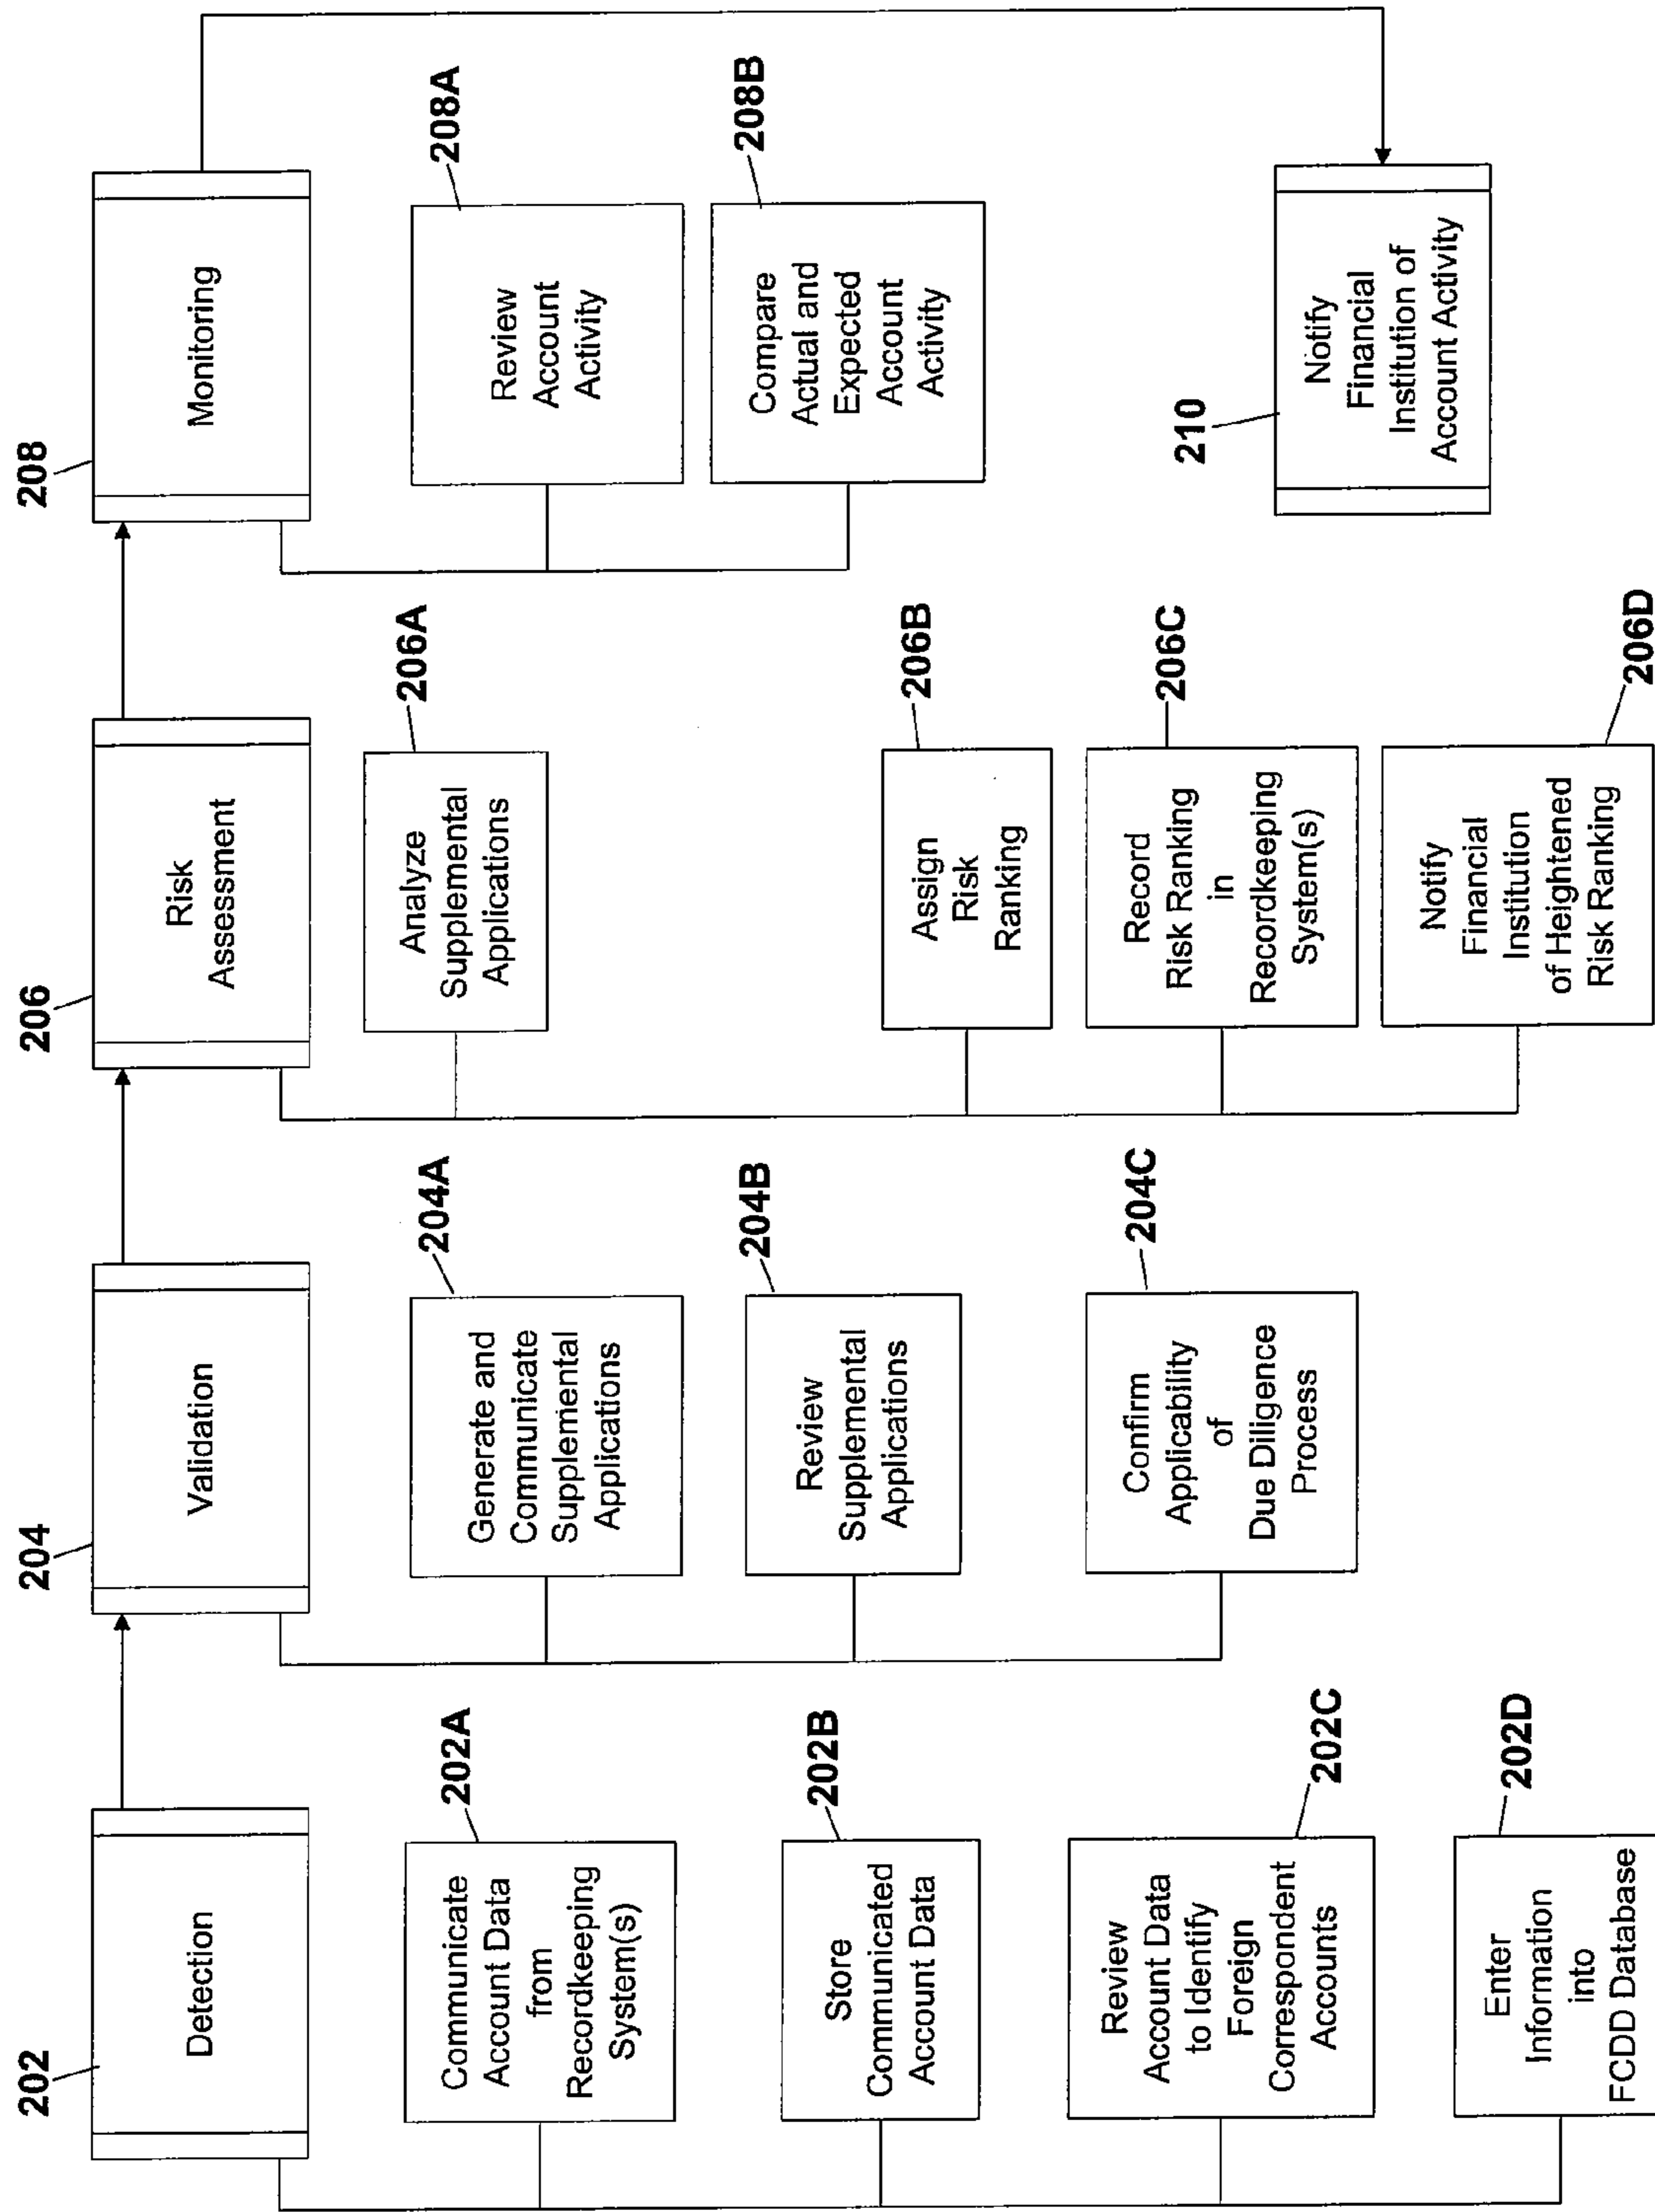 202
Detection
202A
Communicate
Account Data
from
Recordkeeping
System(s)
202B
Store
Communicated
Account Data
202C
Review
Account Data
to Identify
Foreign
Correspondent
Accounts
202D
Enter
Information
into
FCDD Database
204
Validation
204A
Generate and
Communicate
Supplemental
Applications
204B
Review
Supplemental
Applications
204C
Confirm
Applicability
of
Due Diligence
Process
206
Risk
Assessment
206A
Analyze
Supplemental
Applications
206B
Assign
Risk
Ranking
206C
Record
Risk Ranking
in
Recordkeeping
System(s)
206D
Notify
Financial
Institution
of Heightened
Risk Ranking
208
Monitoring
208A
Review
Account
Activity
208B
Compare
Actual and
Expected
Account
Activity
210
Notify
Financial
Institution of
Account Activity